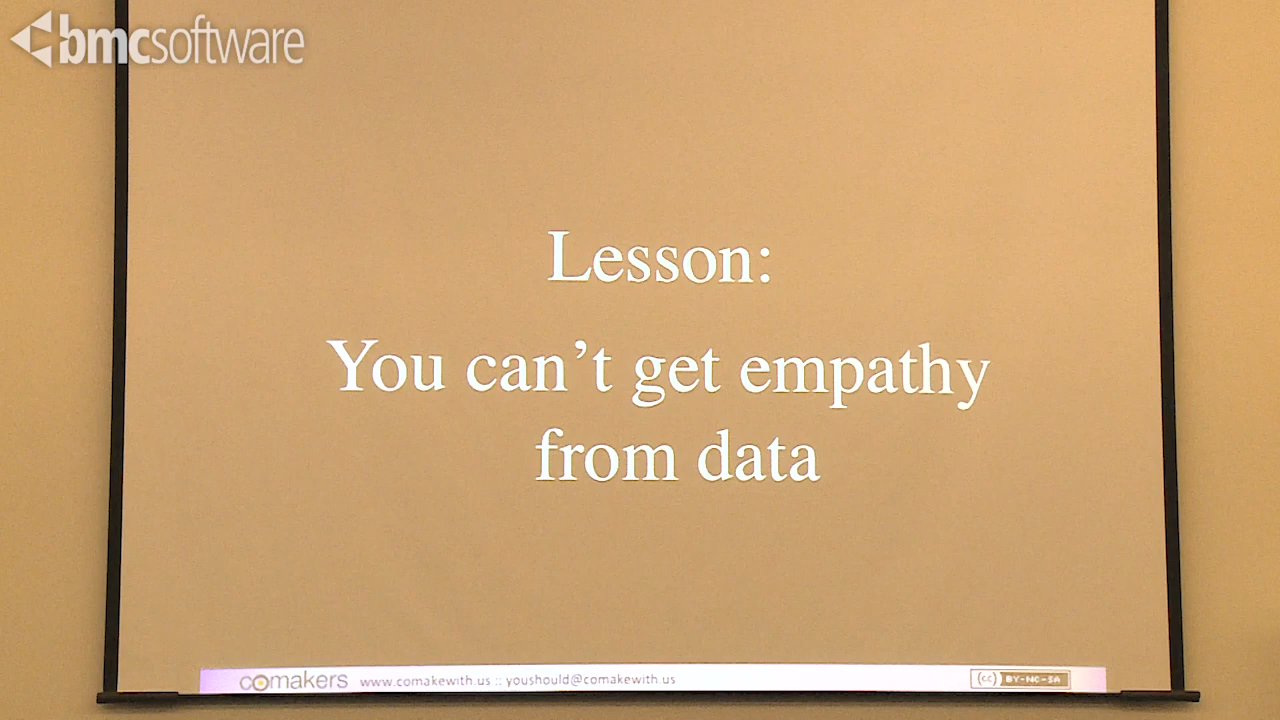 bmcsoftware
Lesson:
You can't get empathy
from data
comakers www.comakewith.us :: youshould@comakewith.us
(cc) BY-NC-SA